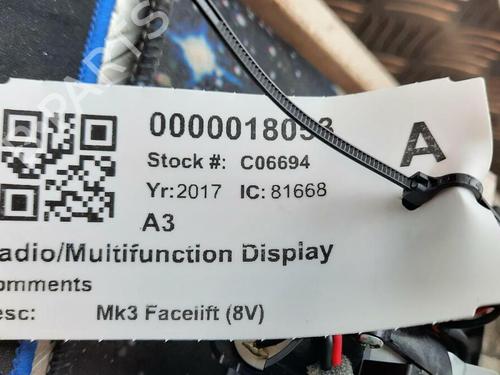 0000018093
A
Stock #: C06694
Yr: 2017 IC: 81668
A3
adio/Multifunction Display
omments
esc: Mk3 Facelift (8V)